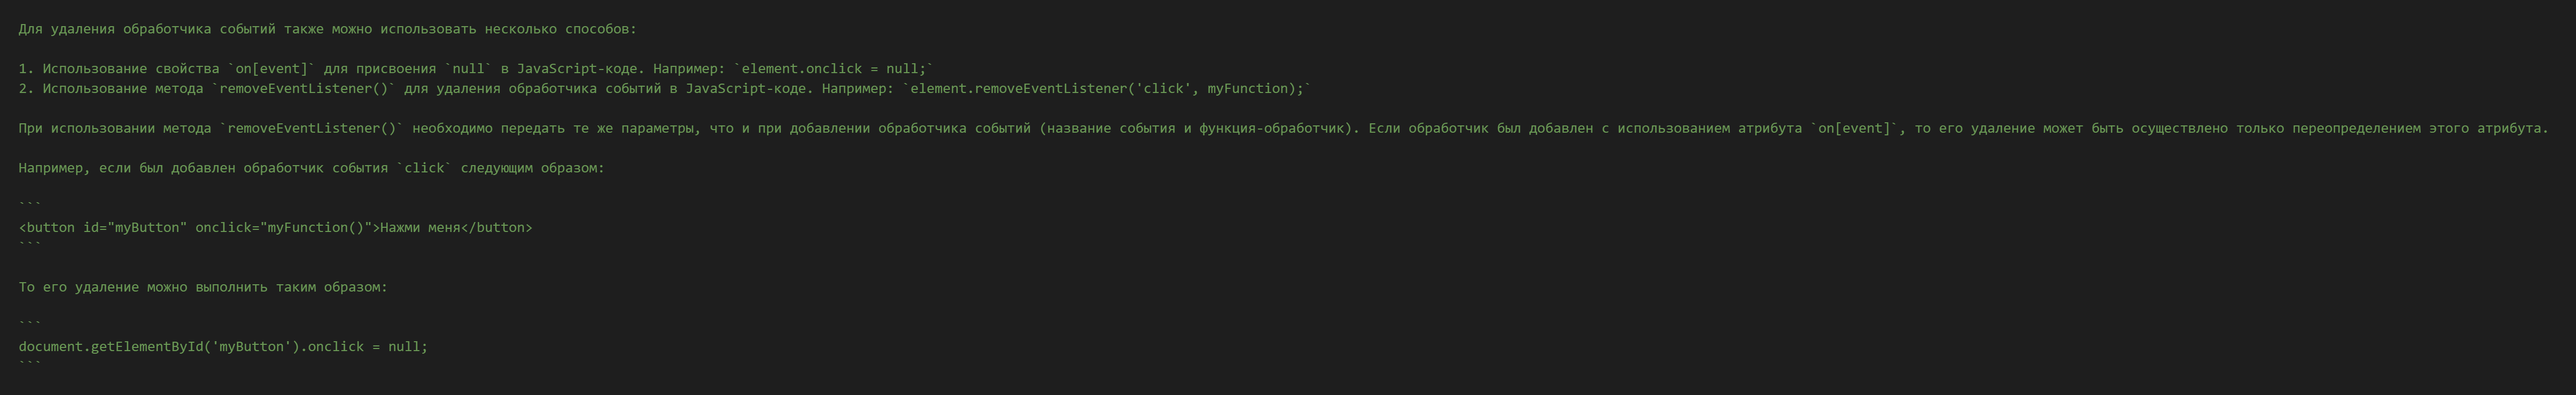 Для удаления обработчика событий также можно использовать несколько способов:
1. Использование свойства `on[event]` для присвоения `null` в JavaScript-коде. Например: `element.onclick = null;`
2. Использование метода `removeEventListener()` для удаления обработчика событий в JavaScript-коде. Например: `element.removeEventListener('click', myFunction);`
При использовании метода `removeEventListener()` необходимо передать те же параметры, что и при добавлении обработчика событий (название события и функция-обработчик). Если обработчик был добавлен с использованием атрибута `on[event]`, то его удаление может быть осуществлено только переопределением этого атрибута.
Например, если был добавлен обработчик события `click` следующим образом:
```
<button id="myButton" onclick="myFunction()">Нажми меня</button>
```
То его удаление можно выполнить таким образом:
```
document.getElementById('myButton').onclick = null;
```